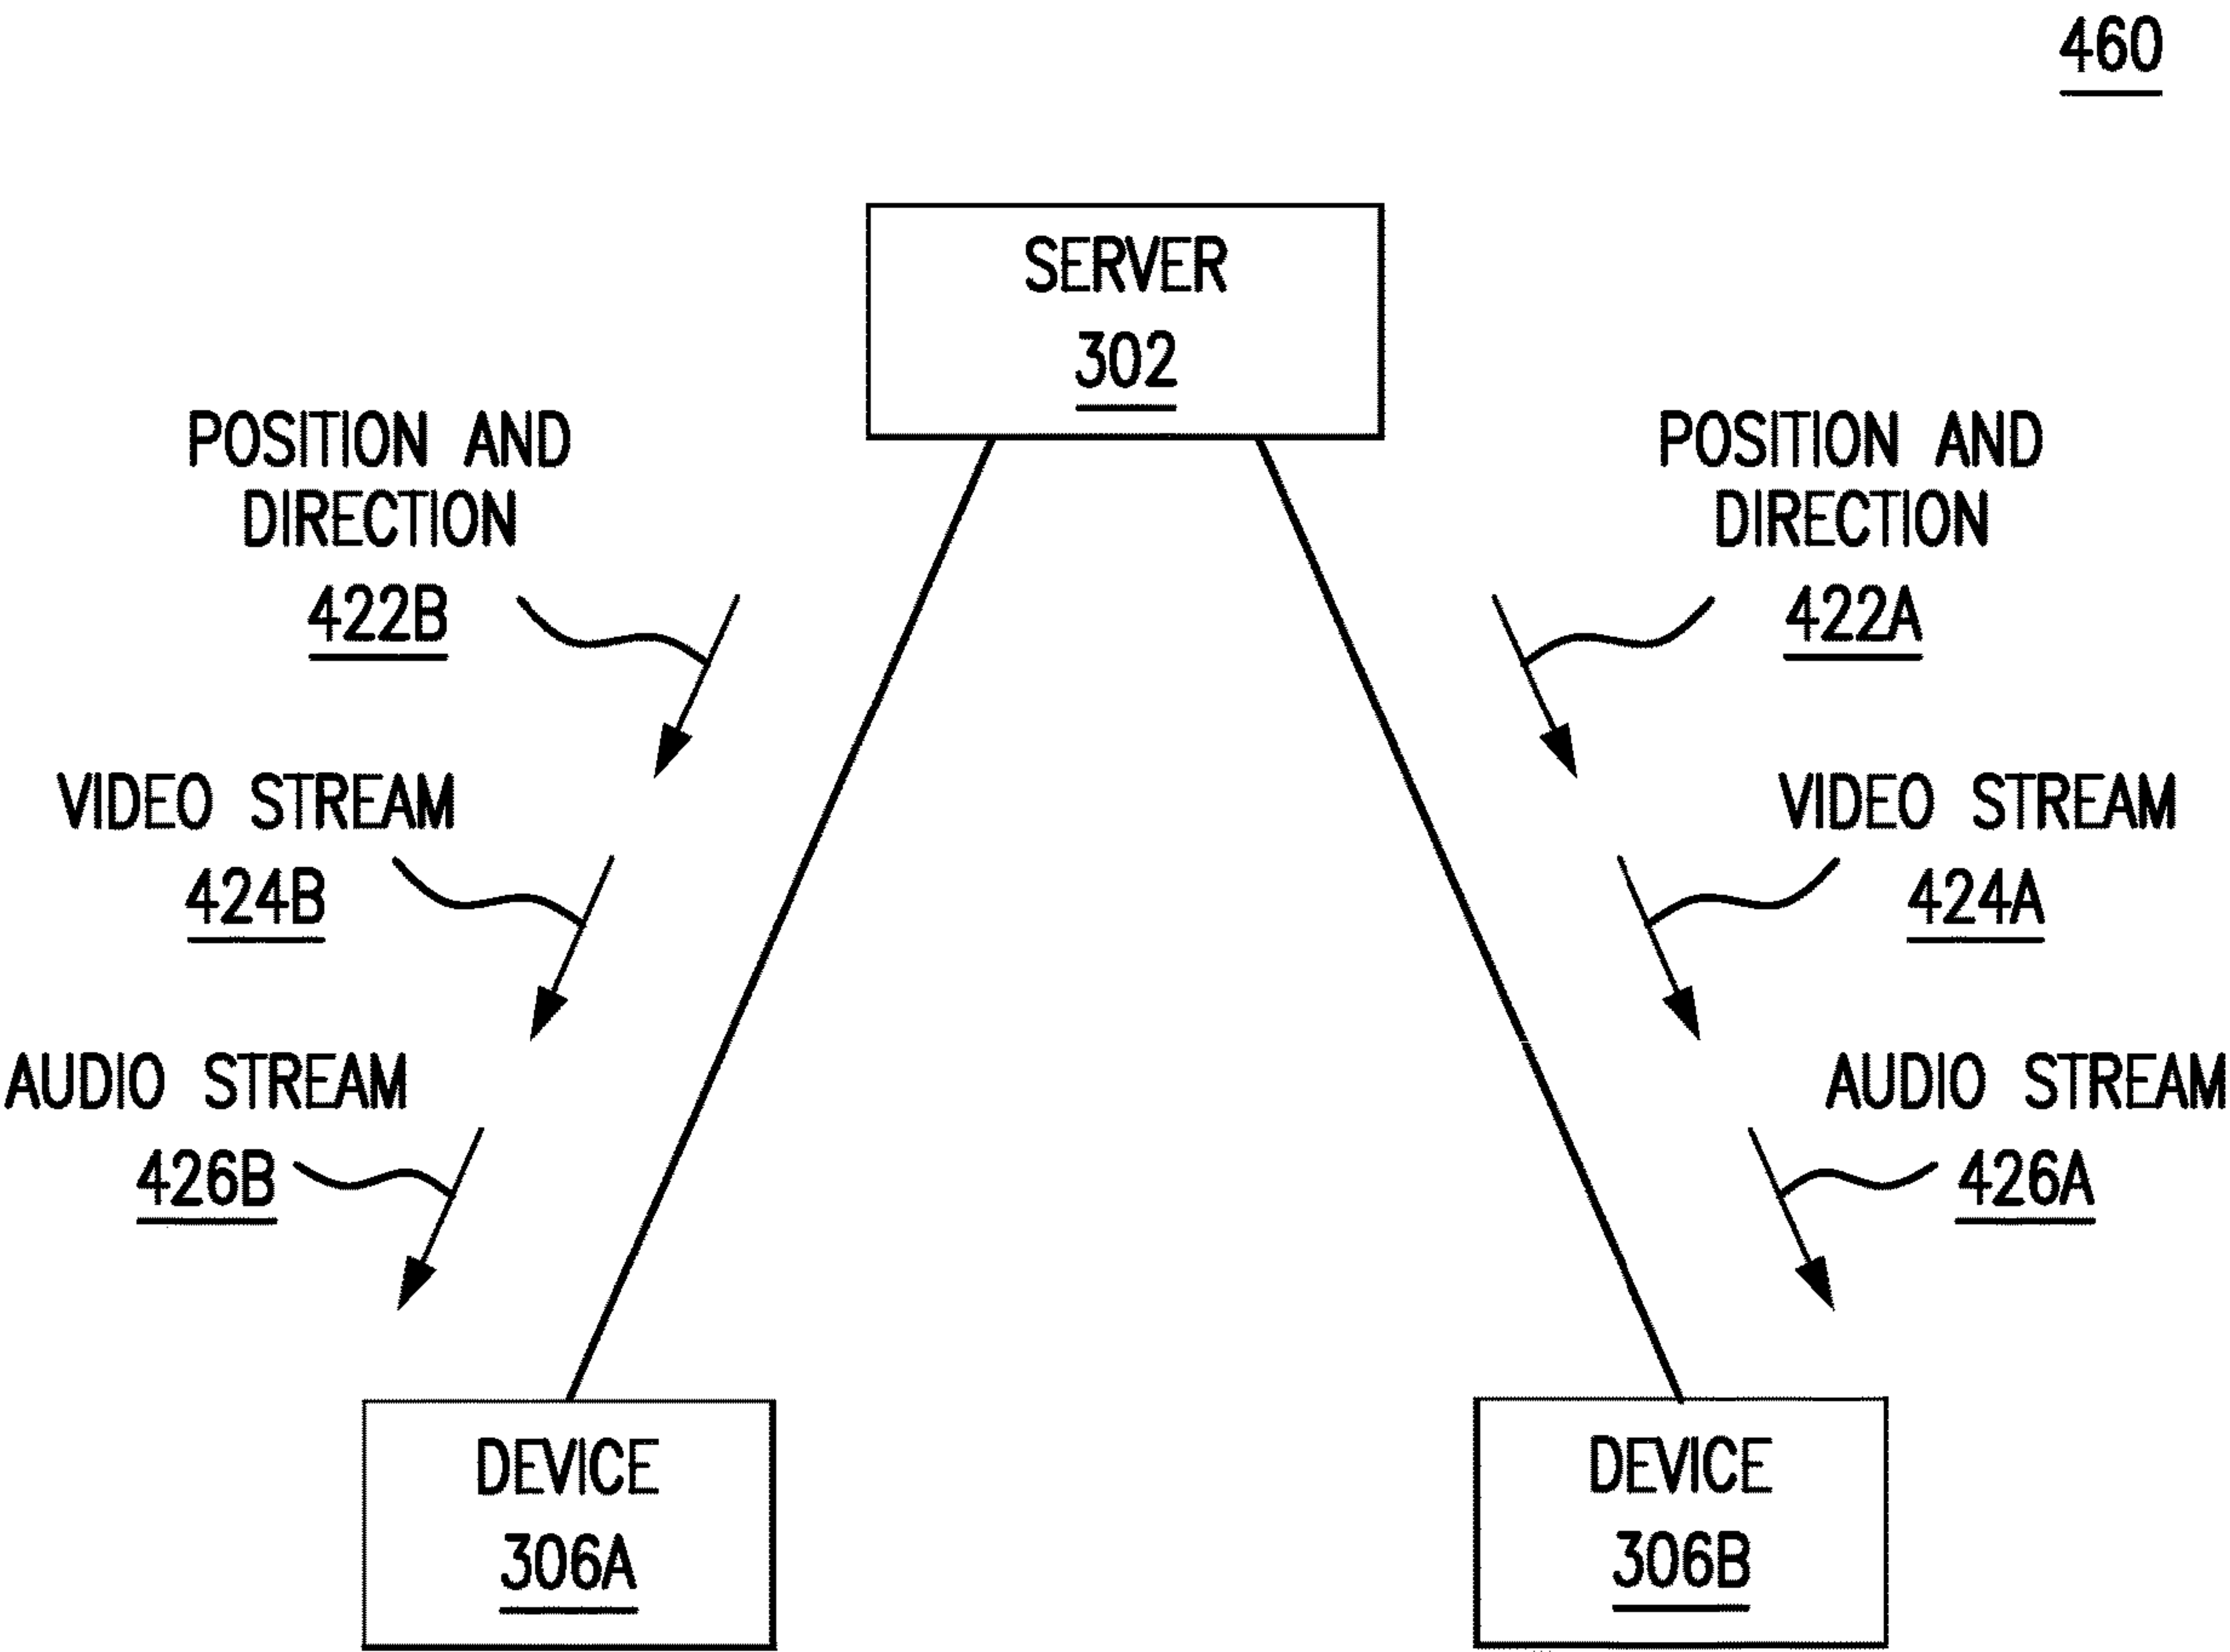 460
SERVER
302
POSITION AND
DIRECTION
422B
POSITION AND
DIRECTION
422A
VIDEO STREAM
424B
VIDEO STREAM
424A
AUDIO STREAM
426B
AUDIO STREAM
426A
DEVICE
306A
DEVICE
306B